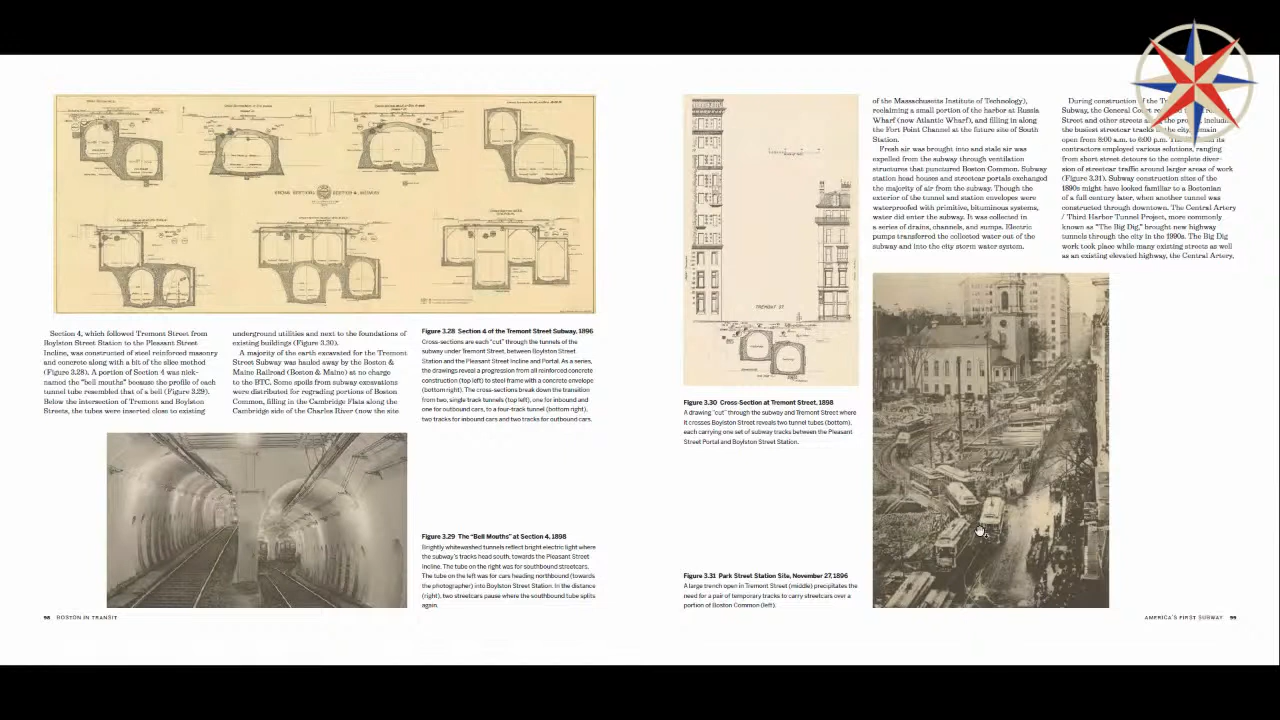 CROSS SECTIONS SECTION 4, SUBWAY
Section 4, which followed Tremont Street from
Boylston Street Station to the Pleasant Street
Incline, was constructed of steel reinforced masonry
and concrete along with a bit of the slice method
(Figure 3.28). A portion of Section 4 was nick-
named the "bell mouths" because the profile of each
tunnel tube resembled that of a bell (Figure 3.29).
Below the intersection of Tremont and Boylston
Streets, the tubes were inserted close to existing
underground utilities and next to the foundations of
existing buildings (Figure 3.30).
A majority of the earth excavated for the Tremont
Street Subway was hauled away by the Boston &
Maine Railroad (Boston & Maine) at no charge
to the BTC. Some spoils from subway excavations
were distributed for regrading portions of Boston
Common, filling in the Cambridge Flats along the
Cambridge side of the Charles River (now the site
Figure 3.28 Section 4 of the Tremont Street Subway, 1896
Cross-sections are each "cut" through the tunnels of the
subway under Tremont Street, between Boylston Street
Station and the Pleasant Street Incline and Portal. As a series,
the drawings reveal a progression from all reinforced concrete
construction (top left) to steel frame with a concrete envelope
(bottom right). The cross-sections break down the transition
from two, single track tunnels (top left), one for inbound and
one for outbound cars, to a four-track tunnel (bottom right),
two tracks for inbound cars and two tracks for outbound cars.
Figure 3.29 The "Bell Mouths" at Section 4, 1898
Brightly whitewashed tunnels reflect bright electric light where
the subway's tracks head south, towards the Pleasant Street
Incline. The tube on the right was for southbound streetcars.
The tube on the left was for cars heading northbound (towards
the photographer) into Boylston Street Station. In the distance
(right), two streetcars pause where the southbound tube splits
again.
98 BOSTON IN TRANSIT
TREMONT ST
Figure 3.30 Cross-Section at Tremont Street, 1898
A drawing "cut" through the subway and Tremont Street where
it crosses Boylston Street reveals two tunnel tubes (bottom),
each carrying one set of subway tracks between the Pleasant
Street Portal and Boylston Street Station.
Figure 3.31 Park Street Station Site, November 27, 1896
A large trench open in Tremont Street (middle) precipitates the
need for a pair of temporary tracks to carry streetcars over a
portion of Boston Common (left).
of the Massachusetts Institute of Technology),
reclaiming a small portion of the harbor at Russia
Wharf (now Atlantic Wharf), and filling in along
the Fort Point Channel at the future site of South
Station.
Fresh air was brought into and stale air was
expelled from the subway through ventilation
structures that punctured Boston Common. Subway
station head houses and streetcar portals exchanged
the majority of air from the subway. Though the
exterior of the tunnel and station envelopes were
waterproofed with primitive, bituminous systems,
water did enter the subway. It was collected in
a series of drains, channels, and sumps. Electric
pumps transferred the collected water out of the
subway and into the city storm water system.
During construction of the
Subway, the General Court
Street and other streets
the busiest streetcar tracks in the city, remain
open from 8:00 a.m. to 6:00 p.m. its
contractors employed various solutions, ranging
from short street detours to the complete diver-
sion of streetcar traffic around larger areas of work
(Figure 3.31). Subway construction sites of the
1890s might have looked familiar to a Bostonian
of a full century later, when another tunnel was
constructed through downtown. The Central Artery
/ Third Harbor Tunnel Project, more commonly
known as "The Big Dig," brought new highway
tunnels through the city in the 1990s. The Big Dig
work took place while many existing streets as well
as an existing elevated highway, the Central Artery,
AMERICA'S FIRST SUBWAY 99